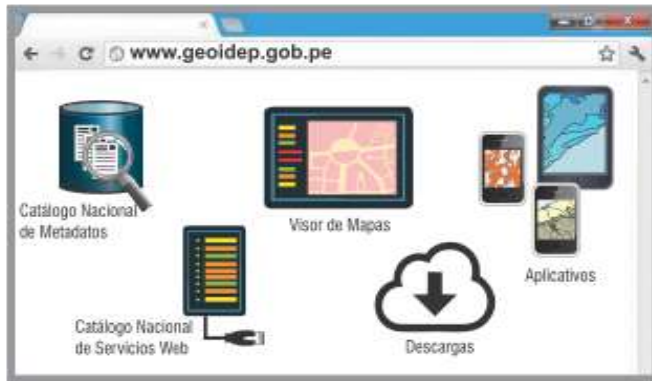 www.geoidep.gob.pe
Catálogo Nacional
de Metadatos
Visor de Mapas
Aplicativos
Catálogo Nacional
de Servicios Web
Descargas